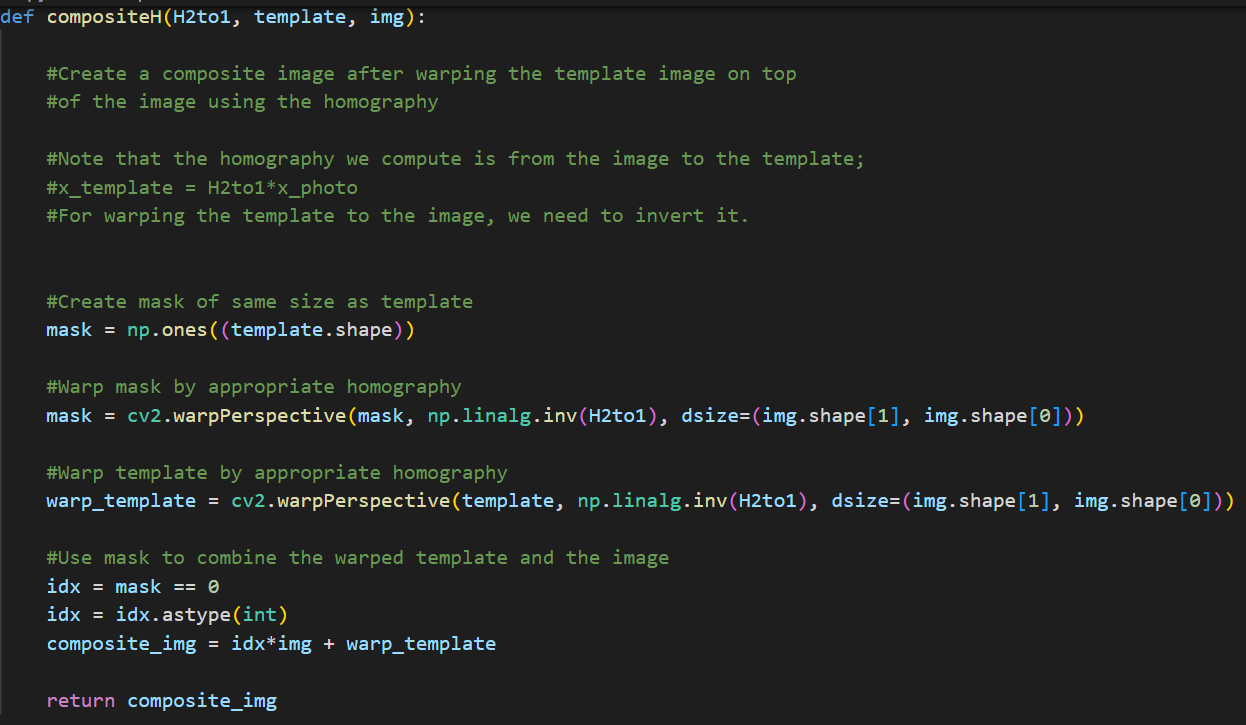 def compositeH(H2to1, template, img):
#Create a composite image after warping the template image on top
#of the image using the homography
#Note that the homography we compute is from the image to the template;
#x_template = H2to1*x_photo
#For warping the template to the image, we need to invert it.
#Create mask of same size as template
mask = np.ones((template.shape))
#Warp mask by appropriate homography
mask = cv2.warpPerspective(mask, np.linalg.inv(H2to1), dsize=(img.shape[1], img.shape[0]))
#Warp template by appropriate homography
warp_template = cv2.warpPerspective(template, np.linalg.inv(H2to1), dsize=(img.shape[1], img.shape[0]))
#Use mask to combine the warped template and the image
idx = mask == 0
idx = idx.astype(int)
composite_img = idx*img + warp_template
return composite_img